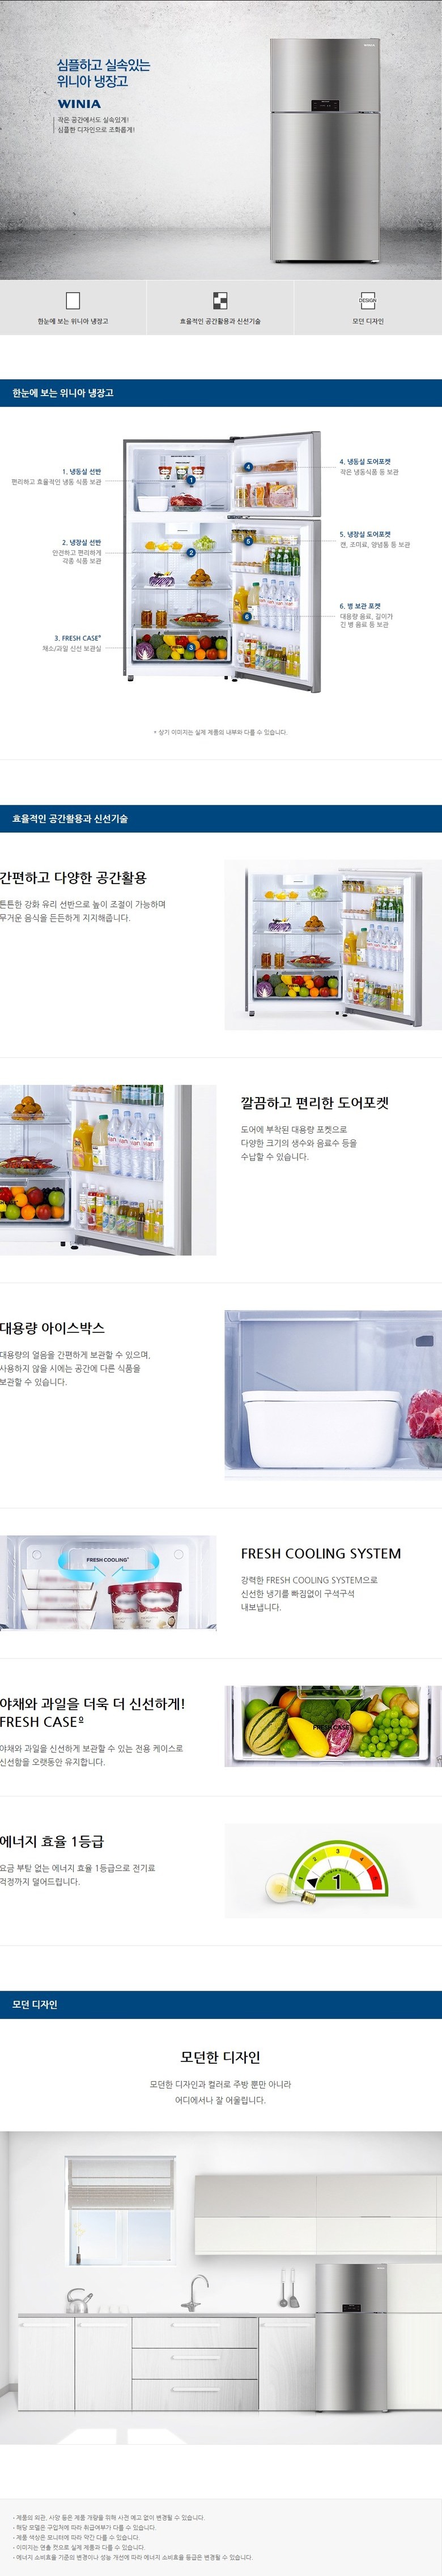 심플하고 실속있는
위니아 냉장고
WINIA
작은 공간에서도 실속있게!
심플한 디자인으로 조화롭게!
WINIA
한눈에 보는 위니아 냉장고
효율적인 공간활용과 신선기술
DESIGN
모던 디자인
한눈에 보는 위니아 냉장고
1. 냉동실 선반
편리하고 효율적인 냉동 식품 보관
2. 냉장실 선반
안전하고 편리하게
각종 식품 보관
3. FRESH CASE®
채소/과일 신선 보관실
1
2
3
4
5
6
4. 냉동실 도어포켓
작은 냉동식품 등 보관
5. 냉장실 도어포켓
캔, 조미료, 양념통 등 보관
6. 병 보관 포켓
대용량 음료, 길이가
긴 병 음료 등 보관
* 상기 이미지는 실제 제품의 내부와 다를 수 있습니다.
효율적인 공간활용과 신선기술
간편하고 다양한 공간활용
튼튼한 강화 유리 선반으로 높이 조절이 가능하며
무거운 음식을 든든하게 지지해줍니다.
깔끔하고 편리한 도어포켓
도어에 부착된 대용량 포켓으로
다양한 크기의 생수와 음료수 등을
수납할 수 있습니다.
대용량 아이스박스
대용량의 얼음을 간편하게 보관할 수 있으며,
사용하지 않을 시에는 공간에 다른 식품을
보관할 수 있습니다.
FRESH COOLING
FRESH COOLING SYSTEM
강력한 FRESH COOLING SYSTEM으로
신선한 냉기를 빠짐없이 구석구석
내보냅니다.
야채와 과일을 더욱 더 신선하게!
FRESH CASEº
야채와 과일을 신선하게 보관할 수 있는 전용 케이스로
신선함을 오랫동안 유지합니다.
FRESH CASE
에너지 효율 1등급
요금 부담 없는 에너지 효율 1등급으로 전기료
걱정까지 덜어드립니다.
1 2 3 4 5
1
모던 디자인
모던한 디자인
모던한 디자인과 컬러로 주방 뿐만 아니라
어디에서나 잘 어울립니다.
- 제품의 외관, 사양 등은 제품 개량을 위해 사전 예고 없이 변경될 수 있습니다.
- 해당 모델은 구입처에 따라 취급여부가 다를 수 있습니다.
- 제품 색상은 모니터에 따라 약간 다를 수 있습니다.
- 이미지는 연출 컷으로 실제 제품과 다를 수 있습니다.
- 에너지 소비효율 기준의 변경이나 성능 개선에 따라 에너지 소비효율 등급은 변경될 수 있습니다.